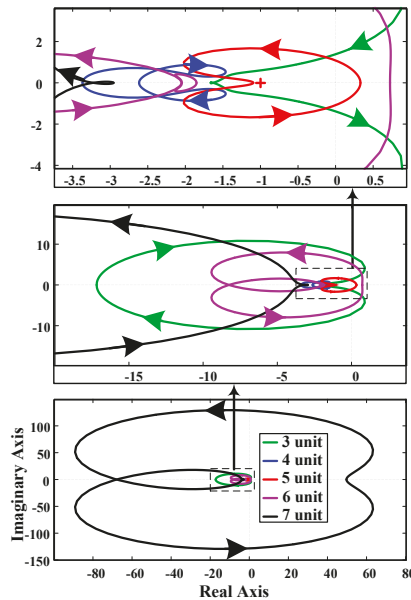 2
0
-2
-4
-3.5 -3 -2.5 -2 -1.5 -1 -0.5 0 0.5
10
0
-10
-15 -10 -5 0
150
100
50
0
-50
-100
-150
Imaginary Axis
3 unit
4 unit
5 unit
6 unit
7 unit
-80 -60 -40 -20 0 20 40 60 80
Real Axis